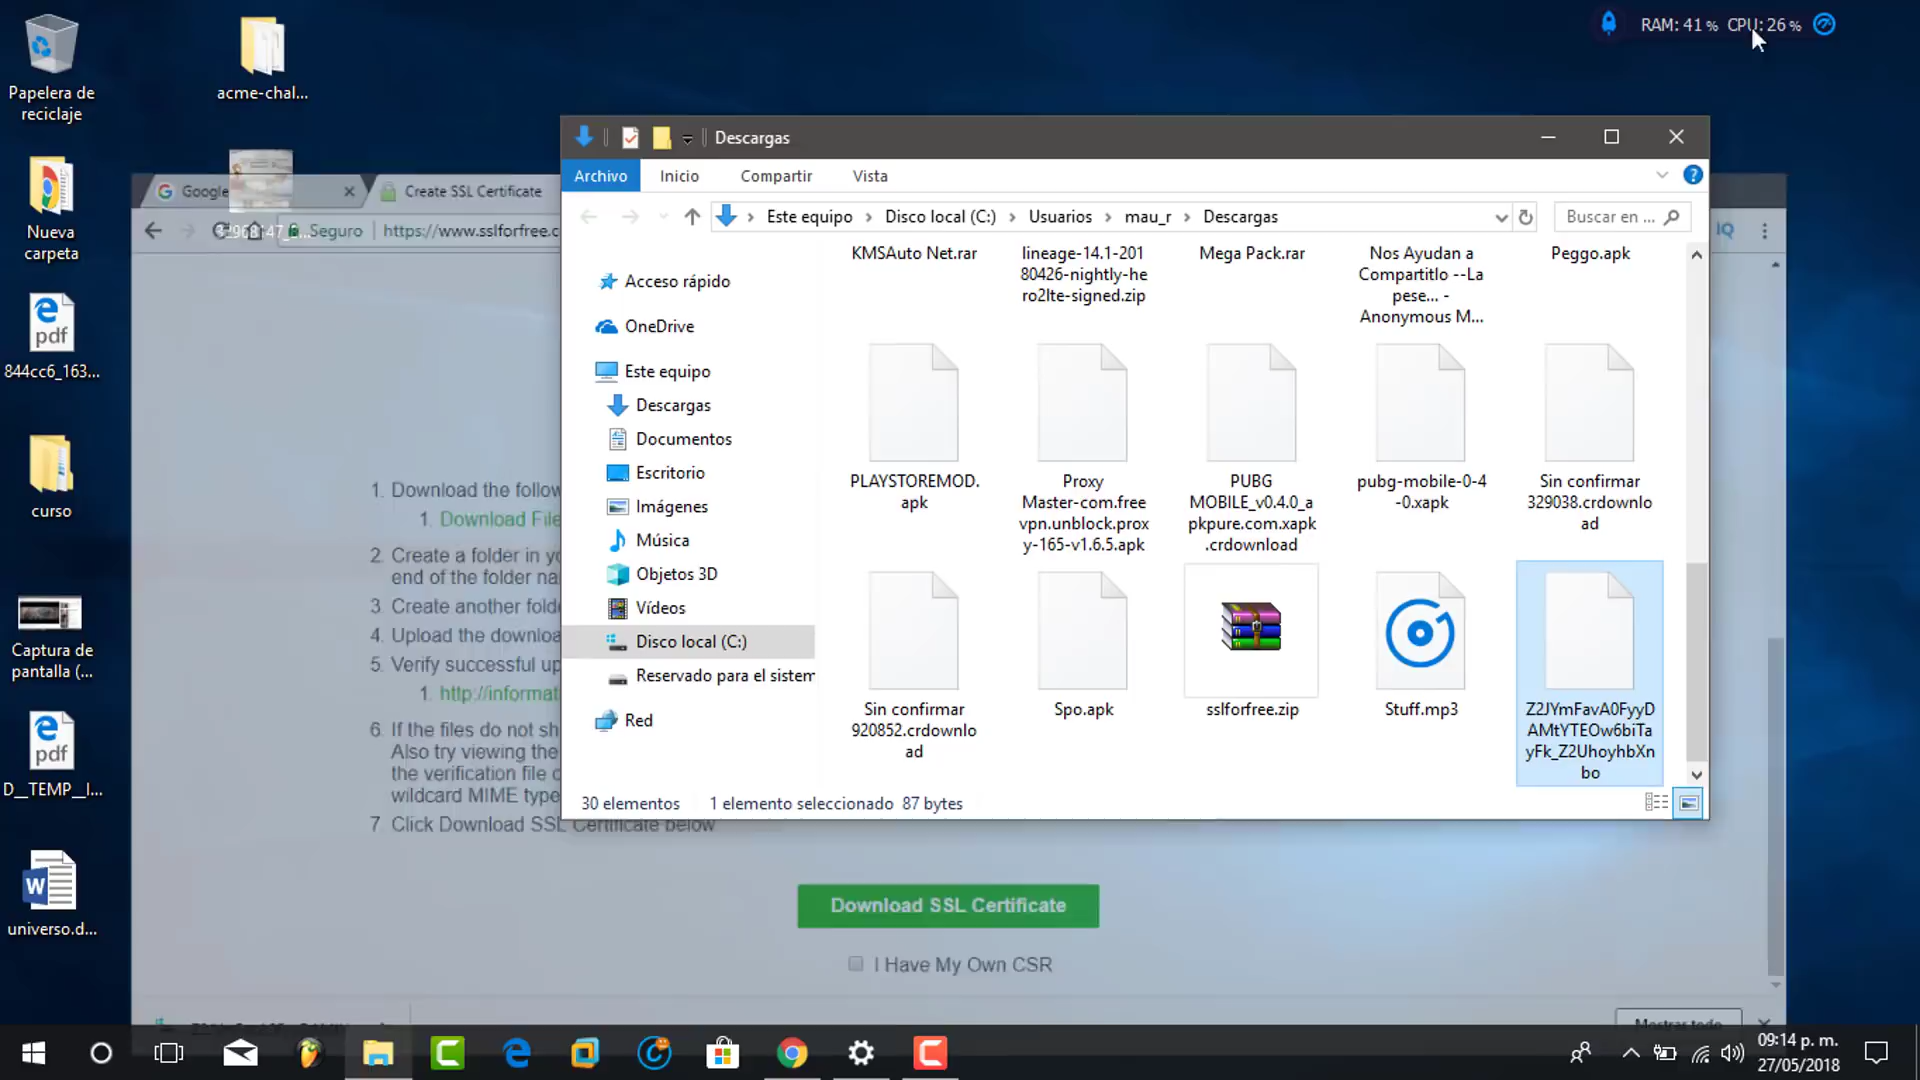 RAM: 41 % CPU: 26 %
Papelera de
reciclaje
acme-chal...
Nueva
carpeta
844cc6_163...
curso
Captura de
pantalla (...
D__TEMP__I...
universo.d...
Google
Create SSL Certificate
Seguro
https://www.sslforfree.c
1. Download the follow
1. Download File
2. Create a folder in yo
end of the folder na
3 Create another folde
4. Upload the downloa
5. Verify successful up
1. http://informat
6. If the files do not sh
Also try viewing the
the verification file o
wildcard MIME type
7 Click Download SSL Certificate below
Download SSL Certificate
I Have My Own CSR
Mostrar todo
Descargas
Archivo
Inicio
Compartir
Vista
Este equipo
Disco local (C:)
Usuarios
mau_r
Descargas
Buscar en ...
Acceso rápido
OneDrive
Este equipo
Descargas
Documentos
Escritorio
Imágenes
Música
Objetos 3D
Vídeos
Disco local (C:)
Reservado para el sistem
Red
KMSAuto Net.rar
lineage-14.1-201
80426-nightly-he
ro2lte-signed.zip
Mega Pack.rar
Nos Ayudan a
Compartitlo --La
pese... -
Anonymous M...
Peggo.apk
PLAYSTOREMOD.
apk
Proxy
Master-com.free
vpn.unblock.prox
y-165-v1.6.5.apk
PUBG
MOBILE_v0.4.0_a
pkpure.com.xapk
.crdownload
pubg-mobile-0-4
-0.xapk
Sin confirmar
329038.crdownlo
ad
Sin confirmar
920852.crdownlo
ad
Spo.apk
sslforfree.zip
Stuff.mp3
Z2JYmFavA0FyyD
AMtYTEOw6biTa
yFk_Z2UhoyhbXn
bo
30 elementos
1 elemento seleccionado 87 bytes
09:14 p. m.
27/05/2018